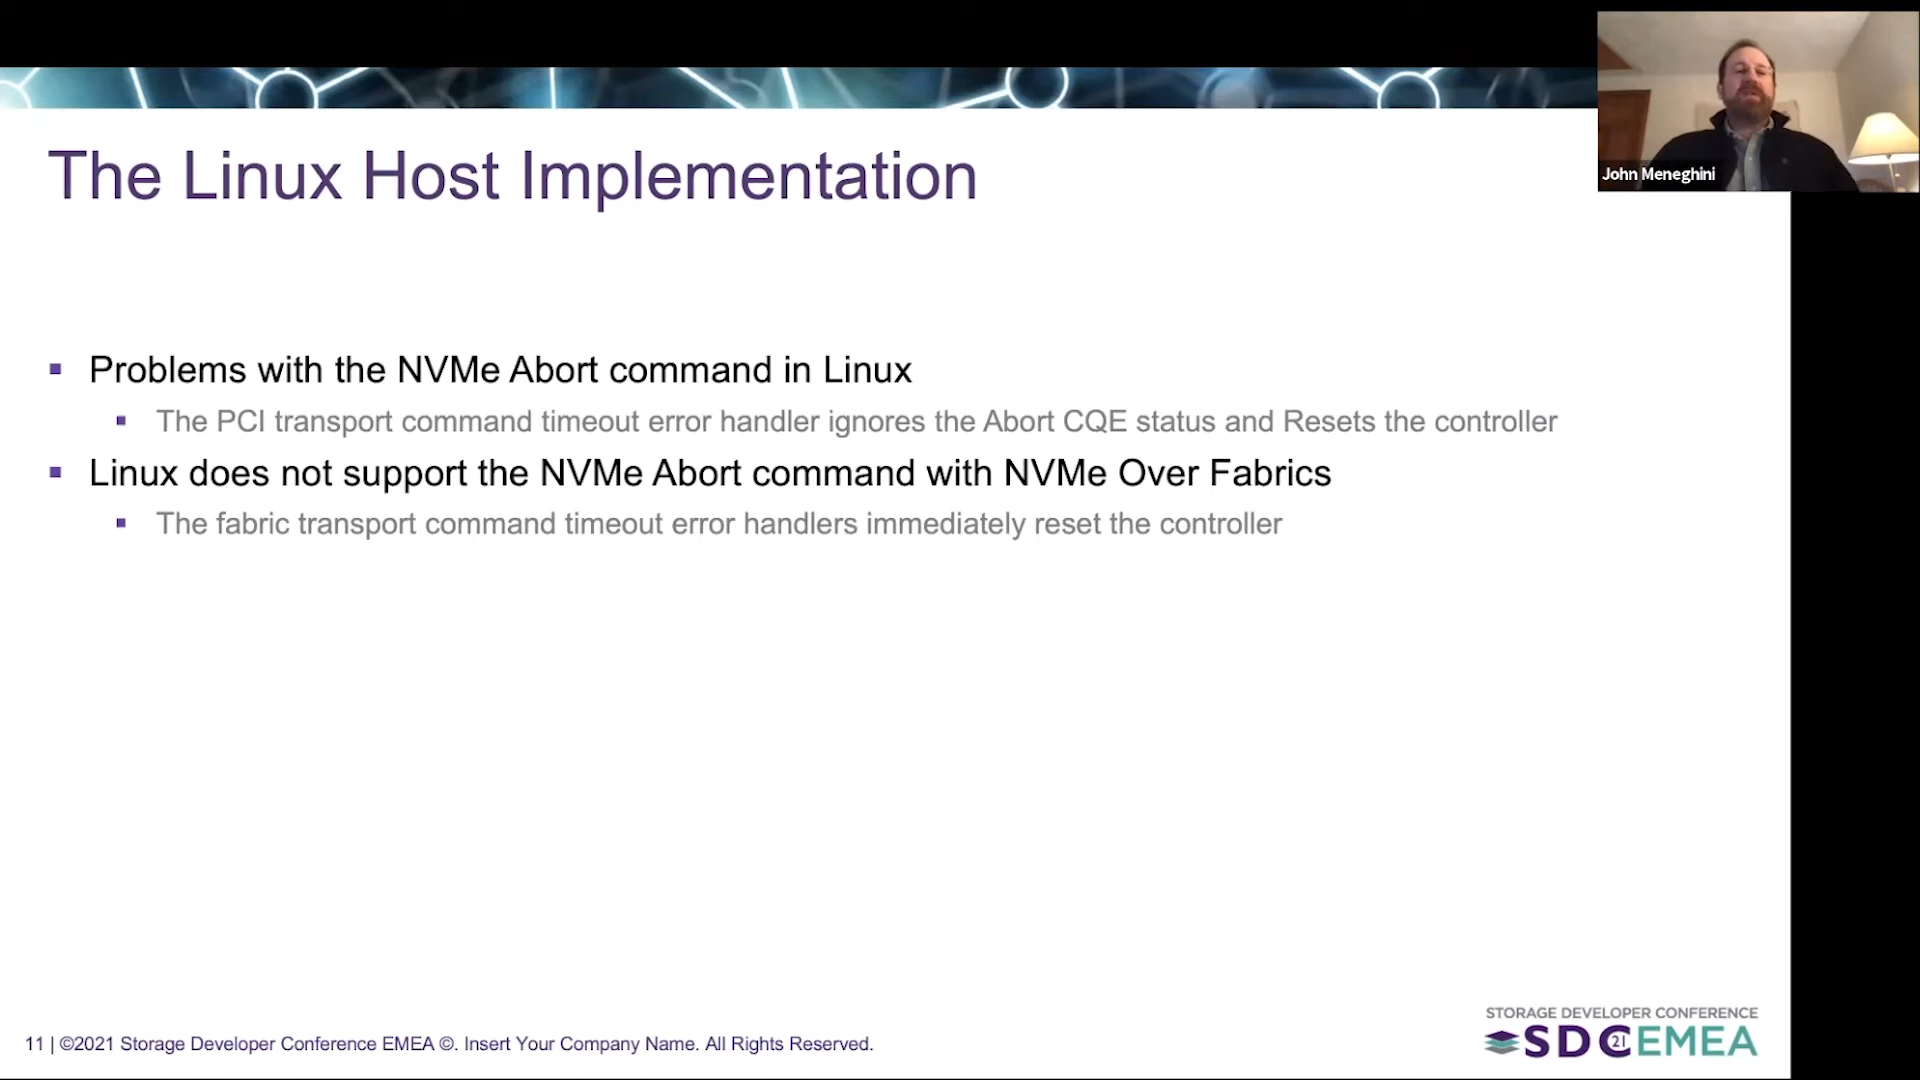 John Meneghini
The Linux Host Implementation
Problems with the NVMe Abort command in Linux
The PCI transport command timeout error handler ignores the Abort CQE status and Resets the controller
Linux does not support the NVMe Abort command with NVMe Over Fabrics
The fabric transport command timeout error handlers immediately reset the controller
11 | ©2021 Storage Developer Conference EMEA ©. Insert Your Company Name. All Rights Reserved.
STORAGE DEVELOPER CONFERENCE
SDC 21 EMEA